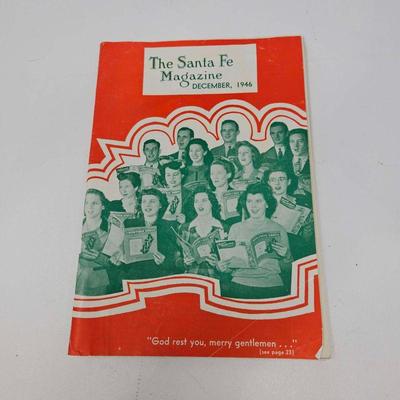 The Santa Fe
Magazine
DECEMBER, 1946
"God rest you, merry gentlemen . . ."
(see page 23)